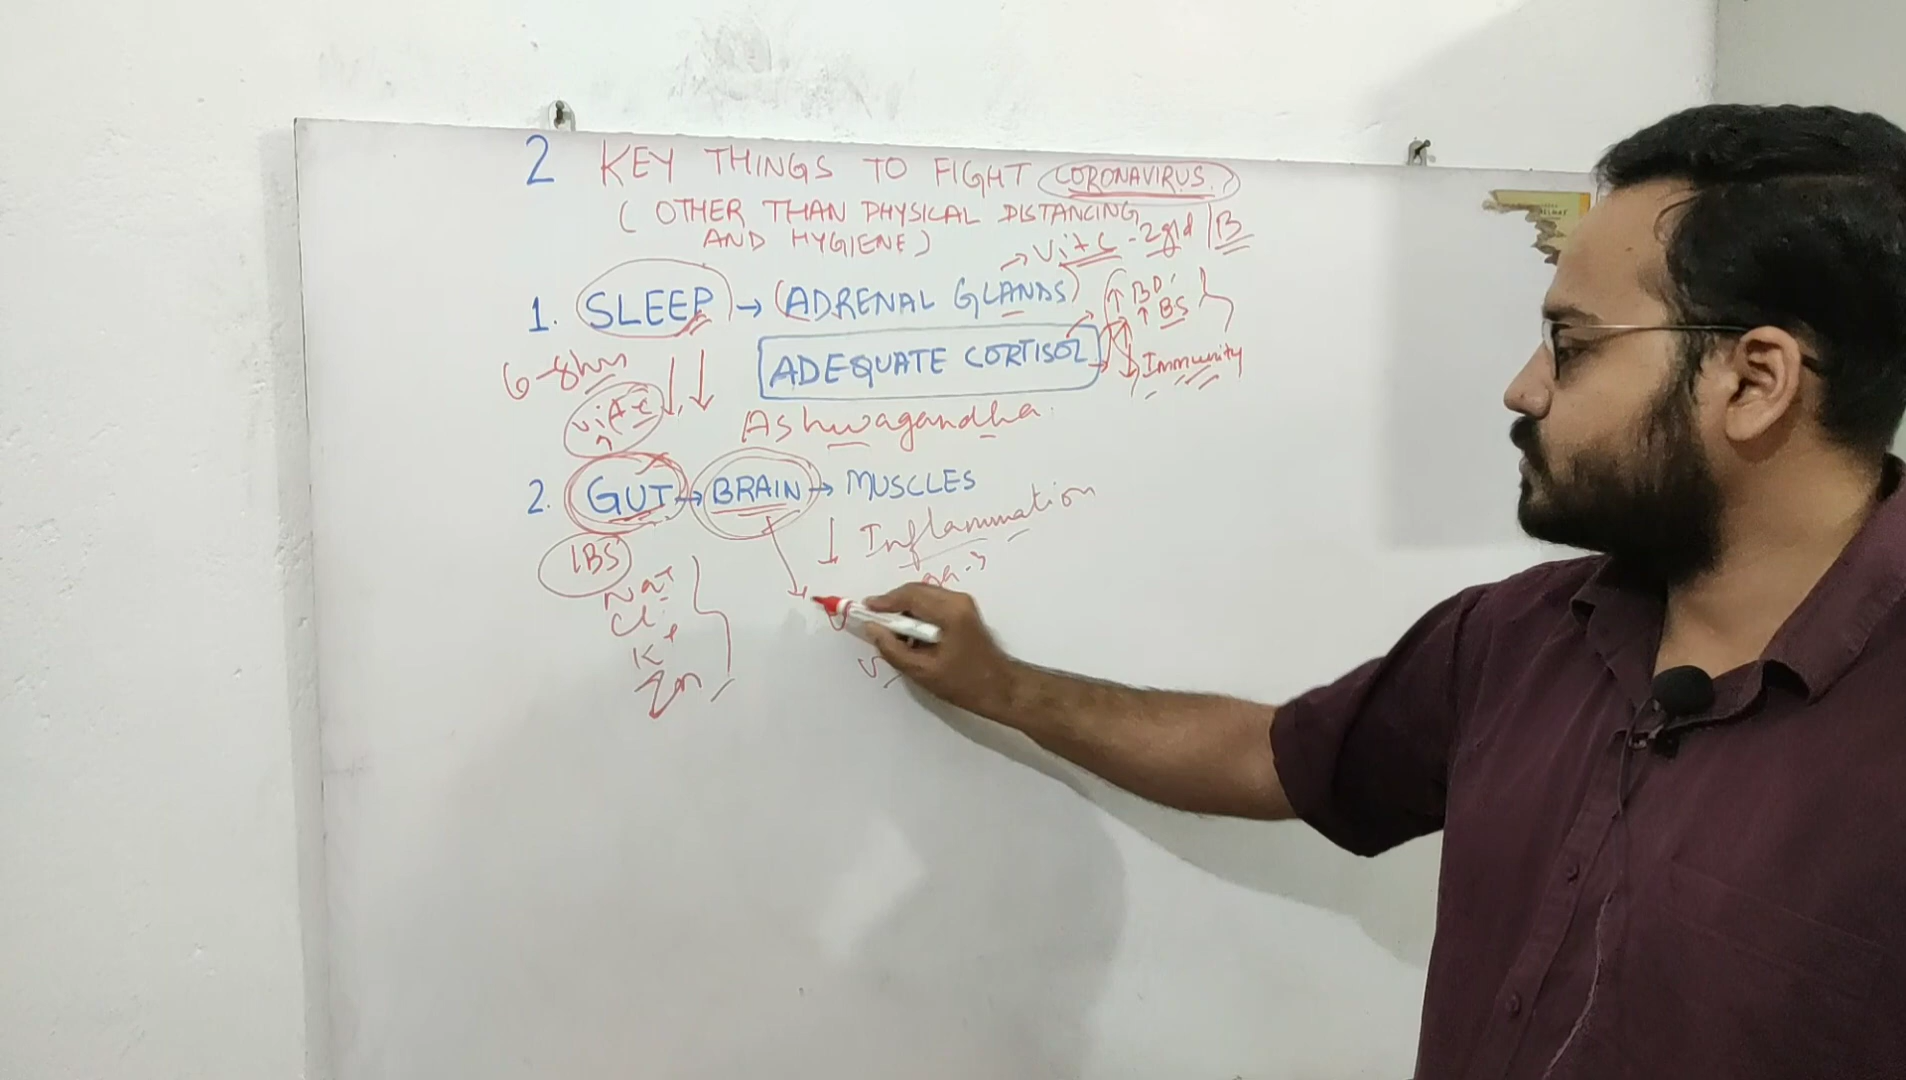 2 KEY THINGS TO FIGHT CORONAVIRUS.
(OTHER THAN PHYSICAL DISTANCING
AND HYGIENE)
→ Vit C - 2g/d | B
1. SLEEP → (ADRENAL GLANDS)
↑ BP
↑ BS
6-8hrs
ADEQUATE CORTISOL → ↓ Immunity
Vit C
Ashwagandha
2. GUT → BRAIN → MUSCLES
↓ Inflammation
IBS
Na+
Cl-
K+
Zn